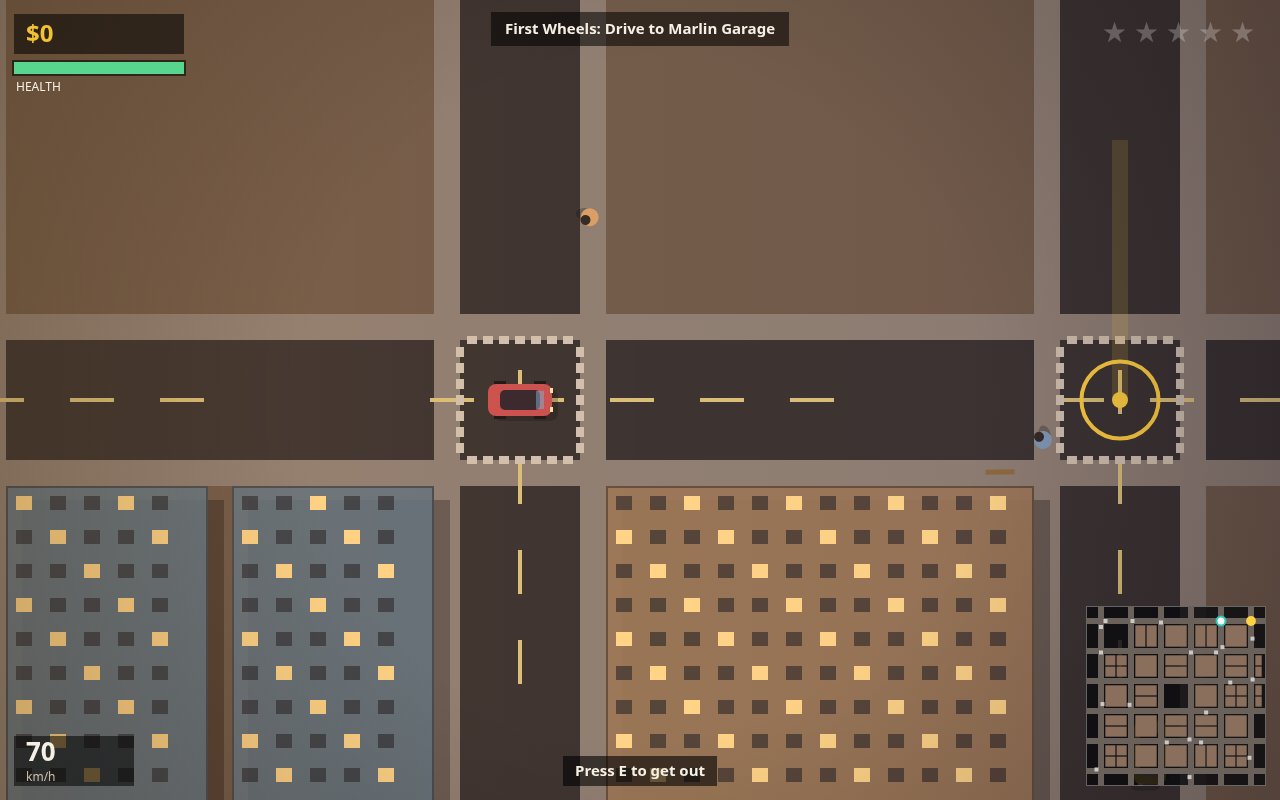 $0
First Wheels: Drive to Marlin Garage
HEALTH
70
km/h
Press E to get out